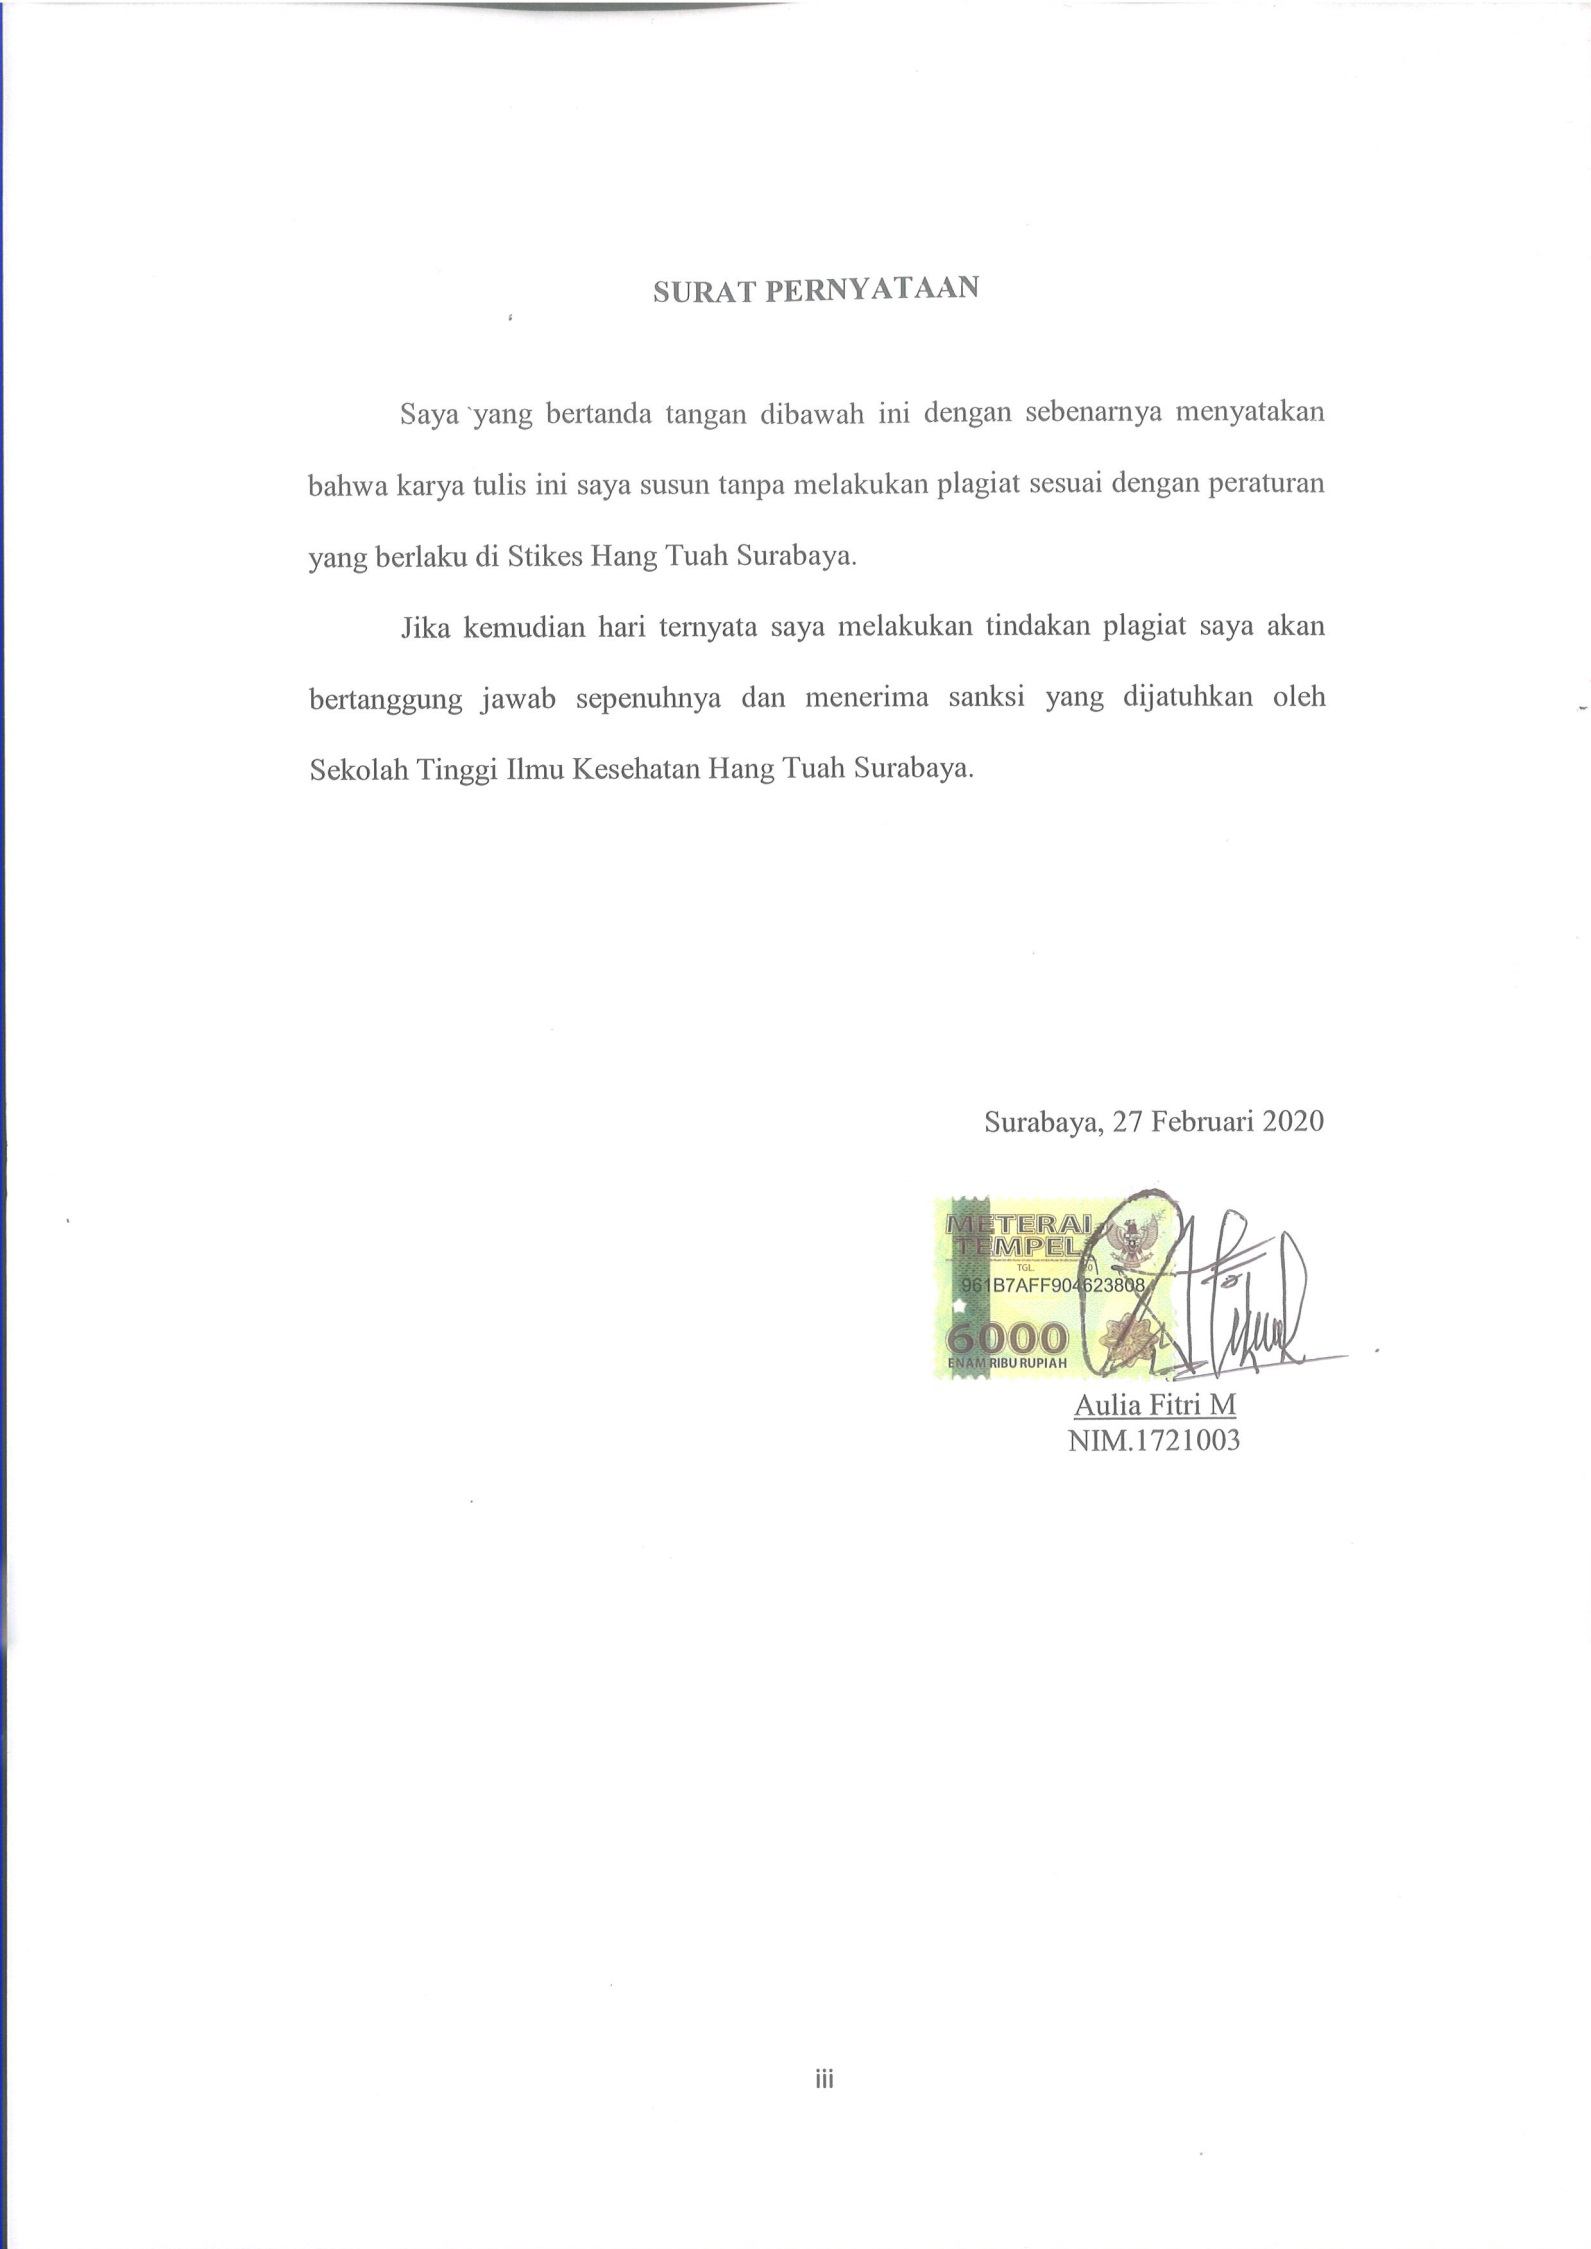 SURAT PERNYATAAN
Saya yang bertanda tangan dibawah ini dengan sebenarnya menyatakan
bahwa karya tulis ini saya susun tanpa melakukan plagiat sesuai dengan peraturan
yang berlaku di Stikes Hang Tuah Surabaya.
Jika kemudian hari ternyata saya melakukan tindakan plagiat saya akan
bertanggung jawab sepenuhnya dan menerima sanksi yang dijatuhkan oleh
Sekolah Tinggi Ilmu Kesehatan Hang Tuah Surabaya.
Surabaya, 27 Februari 2020
METERAI
TEMPEL
TGL.
961B7AFF904623808
6000
ENAM RIBU RUPIAH
Aulia Fitri M
NIM.1721003
iii